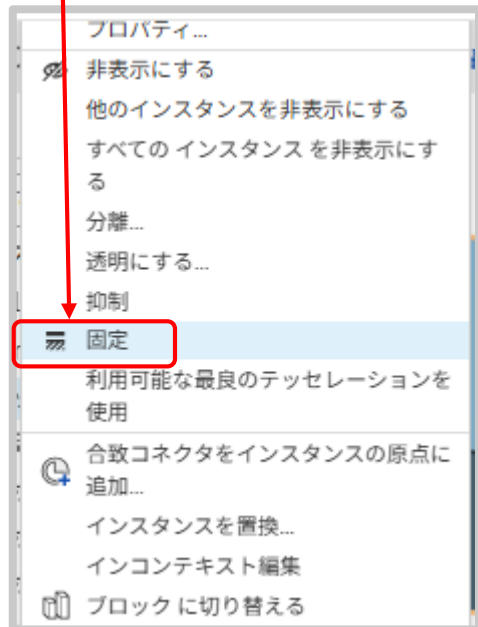 プロパティ...
非表示にする
他のインスタンスを非表示にする
すべての インスタンス を非表示にす
る
分離...
透明にする...
抑制
固定
利用可能な最良のテッセレーションを
使用
合致コネクタをインスタンスの原点に
追加...
インスタンスを置換...
インコンテキスト編集
ブロック に切り替える